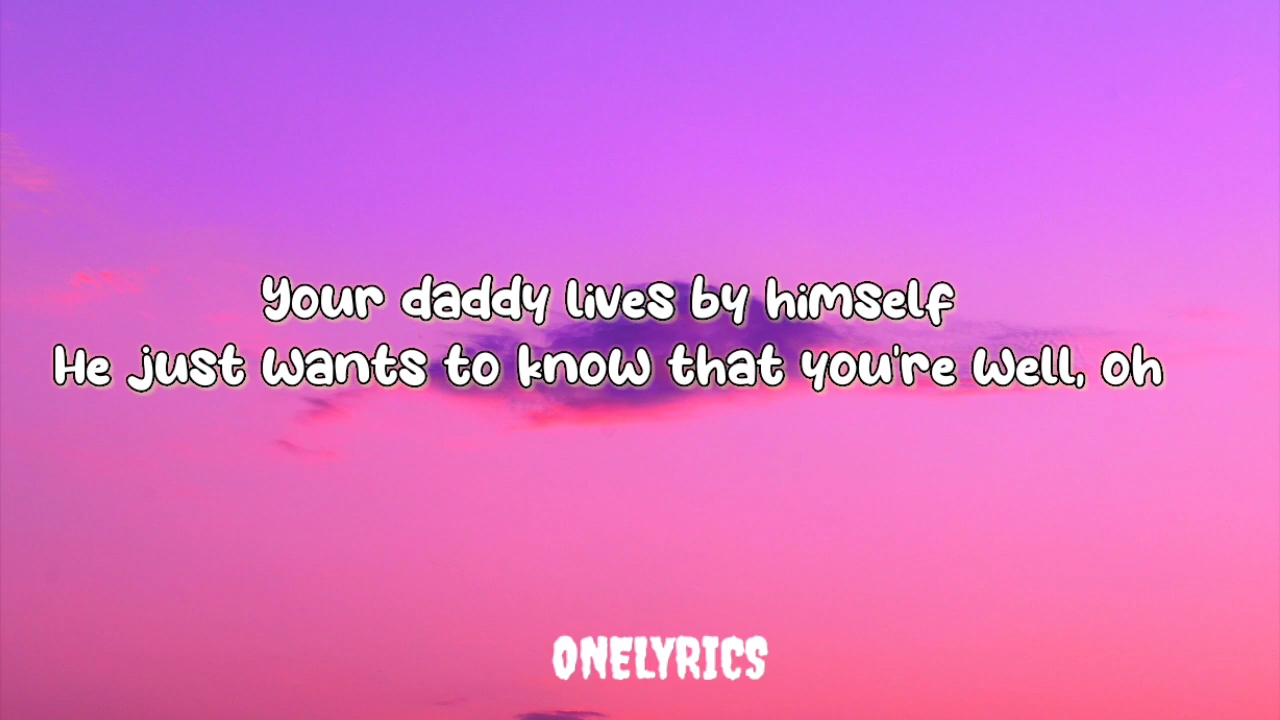 Your daddy lives by himself
He just wants to know that you're well, oh
ONELYRICS